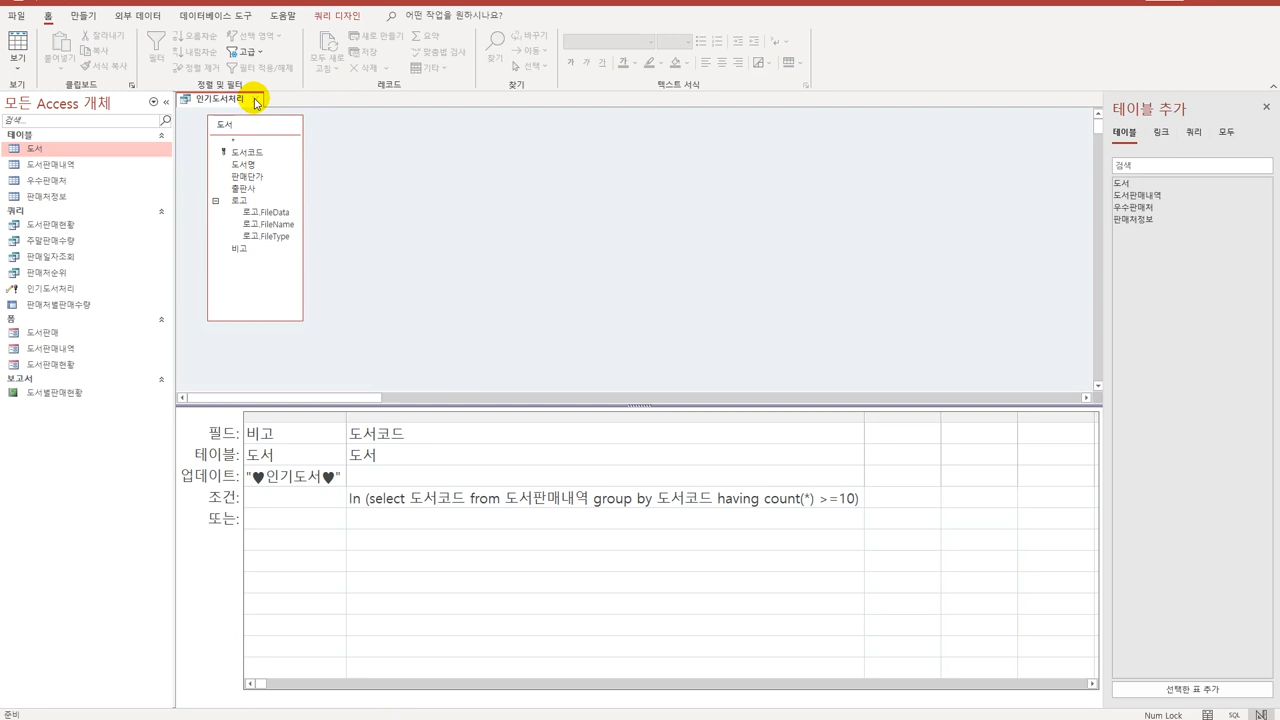 파일 홈 만들기 외부 데이터 데이터베이스 도구 도움말 쿼리 디자인 어떤 작업을 원하시나요?
보기
붙여넣기
잘라내기
복사
서식 복사
필터
오름차순
내림차순
정렬 제거
선택 영역
고급
필터 적용/해제
모두 새로 고침
새로 만들기
저장
삭제
요약
맞춤법 검사
기타
찾기
바꾸기
이동
선택
가 가 가 가
보기 클립보드 정렬 및 필터 레코드 찾기 텍스트 서식
모든 Access 개체
검색...
테이블
도서
도서판매내역
우수판매처
판매처정보
쿼리
도서판매현황
주말판매수량
판매일자조회
판매처순위
인기도서처리
판매처별판매수량
폼
도서판매
도서판매내역
도서판매현황
보고서
도서별판매현황
인기도서처리
도서
*
도서코드
도서명
판매단가
출판사
로고
로고.FileData
로고.FileName
로고.FileType
비고
필드: 비고 도서코드
테이블: 도서 도서
업데이트: "♥인기도서♥"
조건: In (select 도서코드 from 도서판매내역 group by 도서코드 having count(*) >=10)
또는:
테이블 추가
테이블 링크 쿼리 모두
검색
도서
도서판매내역
우수판매처
판매처정보
선택한 표 추가
준비 Num Lock SQL